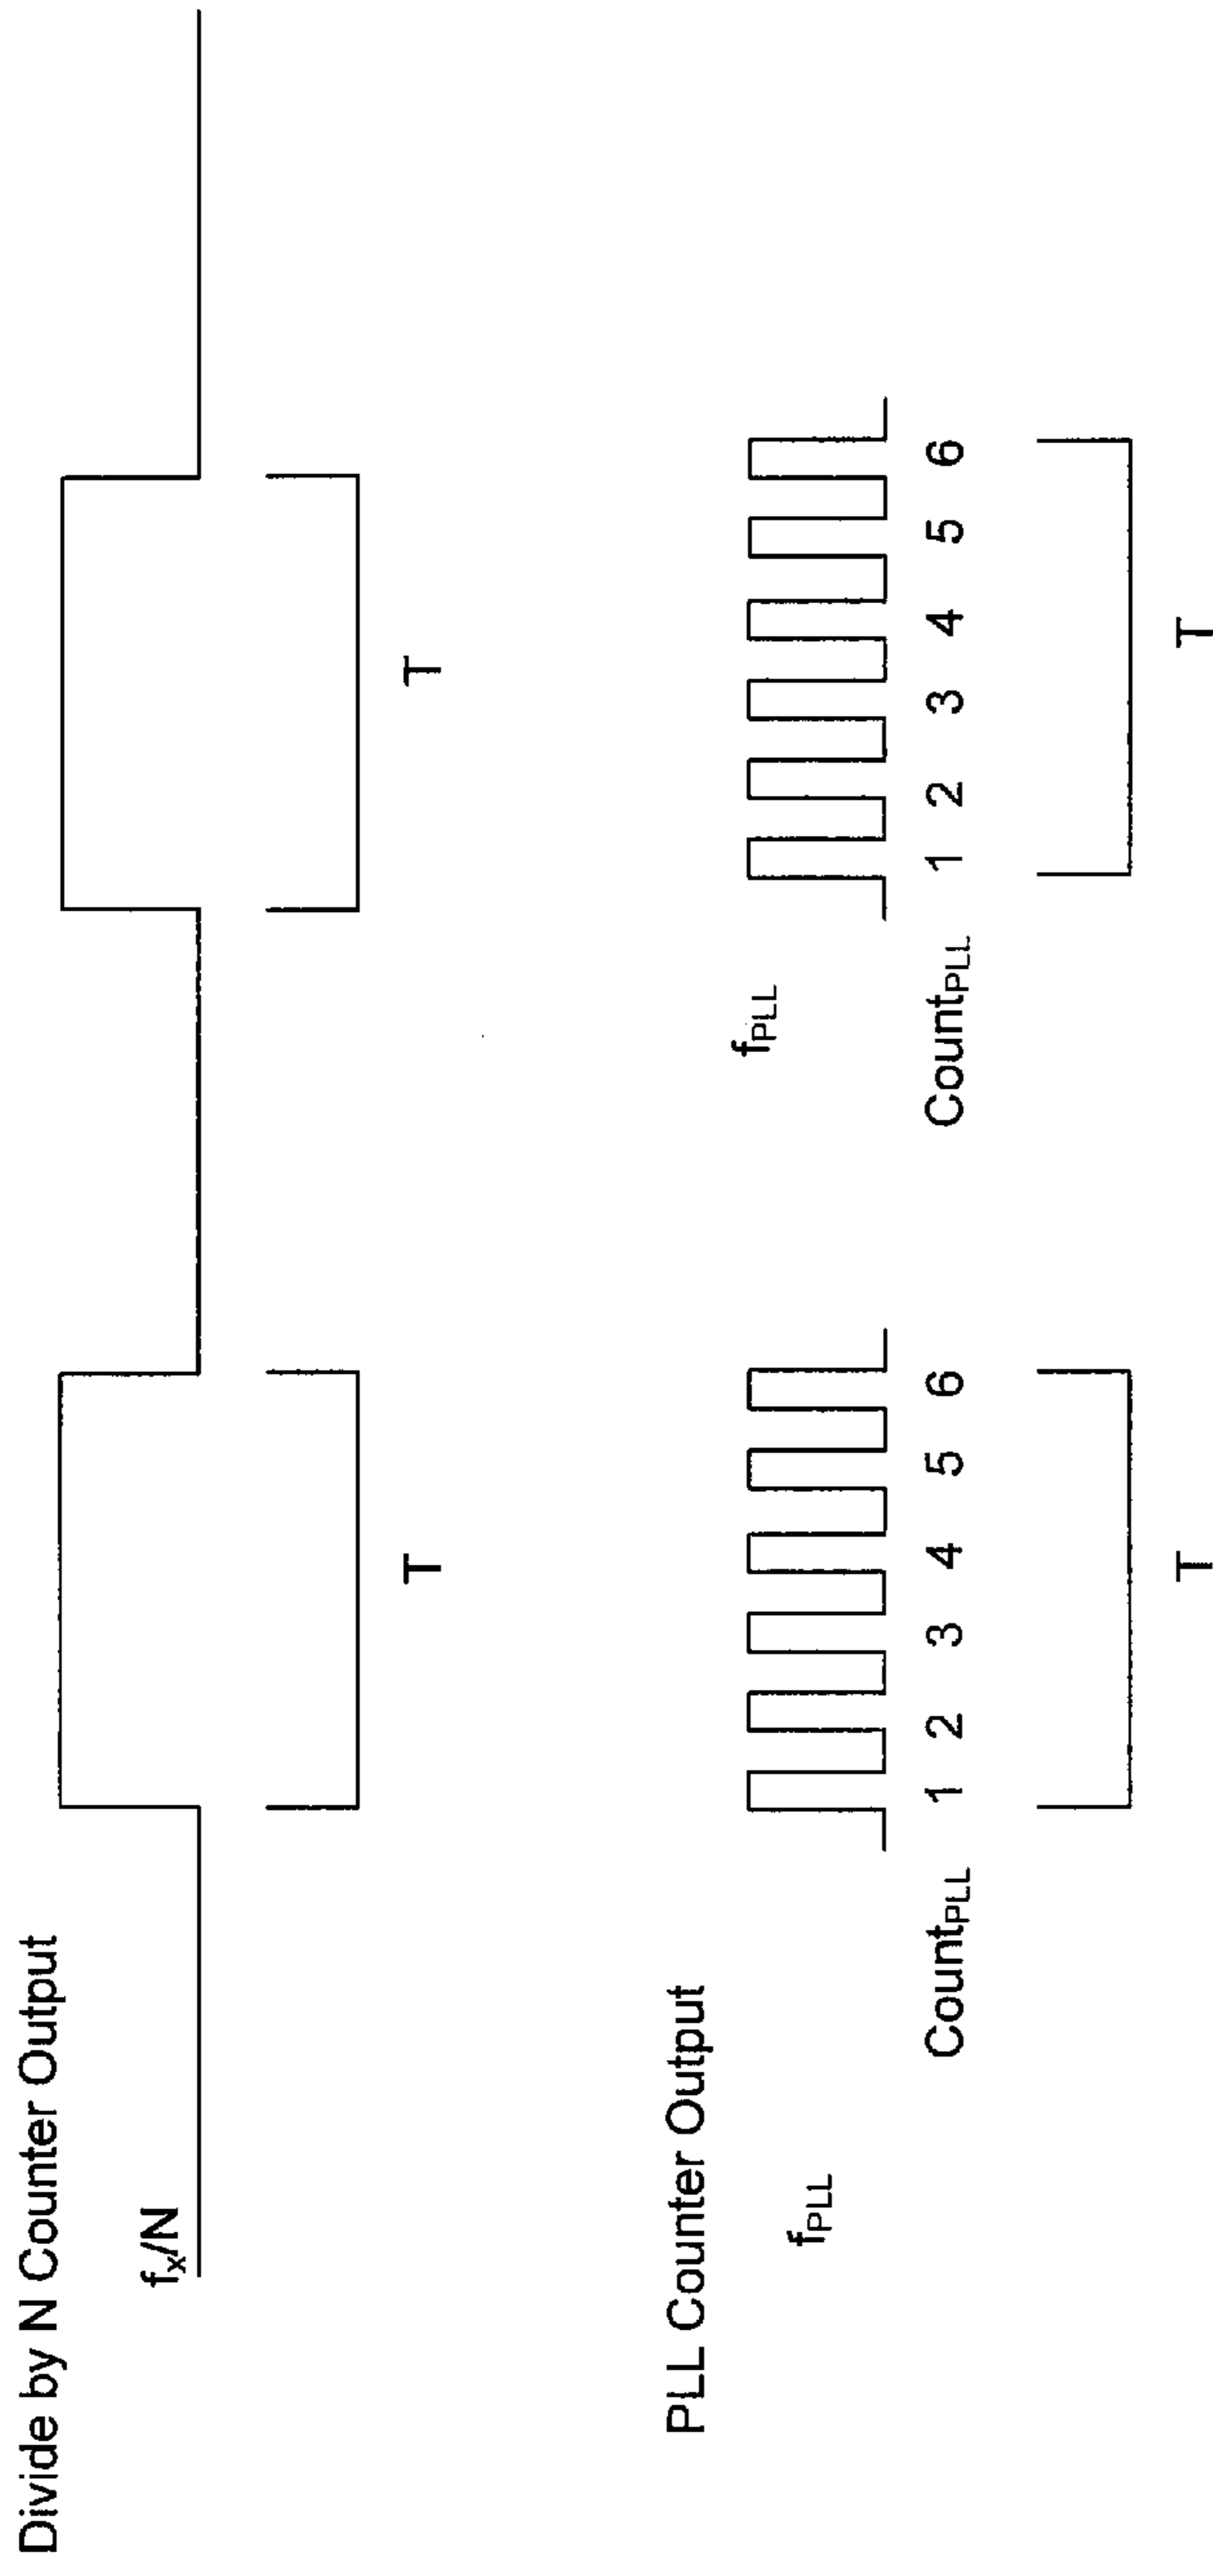 Divide by N Counter Output
fx/N
T
T
PLL Counter Output
fPLL
fPLL
CountPLL 1 2 3 4 5 6
CountPLL 1 2 3 4 5 6
T
T